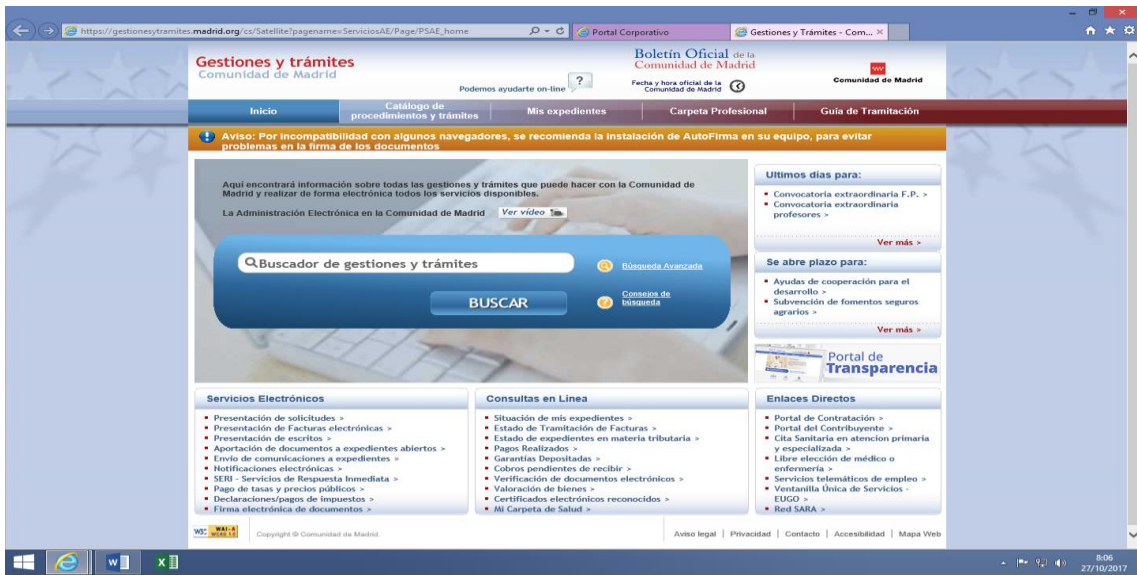 https://gestionesytramites.madrid.org/cs/Satellite?pagename=ServiciosAE/Page/PSAE_home
Portal Corporativo
Gestiones y Trámites - Com...
Gestiones y trámites
Comunidad de Madrid
Podemos ayudarte on-line
?
Boletín Oficial de la
Comunidad de Madrid
Fecha y hora oficial de la
Comunidad de Madrid
Comunidad de Madrid
Inicio
Catálogo de
procedimientos y trámites
Mis expedientes
Carpeta Profesional
Guía de Tramitación
Aviso: Por incompatibilidad con algunos navegadores, se recomienda la instalación de AutoFirma en su equipo, para evitar
problemas en la firma de los documentos
Aquí encontrará información sobre todas las gestiones y trámites que puede hacer con la Comunidad de
Madrid y realizar de forma electrónica todos los servicios disponibles.
La Administración Electrónica en la Comunidad de Madrid
Ver vídeo
Buscador de gestiones y trámites
Búsqueda Avanzada
BUSCAR
Consejos de
búsqueda
Ultimos días para:
Convocatoria extraordinaria F.P. >
Convocatoria extraordinaria
profesores >
Ver más >
Se abre plazo para:
Ayudas de cooperación para el
desarrollo >
Subvención de fomentos seguros
agrarios >
Ver más >
Portal de
Transparencia
Servicios Electrónicos
Presentación de solicitudes >
Presentación de Facturas electrónicas >
Presentación de escritos >
Aportación de documentos a expedientes abiertos >
Envío de comunicaciones a expedientes >
Notificaciones electrónicas >
SERI - Servicios de Respuesta Inmediata >
Pago de tasas y precios públicos >
Declaraciones/pagos de impuestos >
Firma electrónica de documentos >
Consultas en Línea
Situación de mis expedientes >
Estado de Tramitación de Facturas >
Estado de expedientes en materia tributaria >
Pagos Realizados >
Garantías Depositadas >
Cobros pendientes de recibir >
Verificación de documentos electrónicos >
Valoración de bienes >
Certificados electrónicos reconocidos >
Mi Carpeta de Salud >
Enlaces Directos
Portal de Contratación >
Portal del Contribuyente >
Cita Sanitaria en atencion primaria
y especializada >
Libre elección de médico o
enfermería >
Servicios telemáticos de empleo >
Ventanilla Única de Servicios -
EUGO >
Red SARA >
W3C WAI-A
WCAG 1.0
Copyright © Comunidad de Madrid.
Aviso legal | Privacidad | Contacto | Accesibilidad | Mapa Web
8:06
27/10/2017